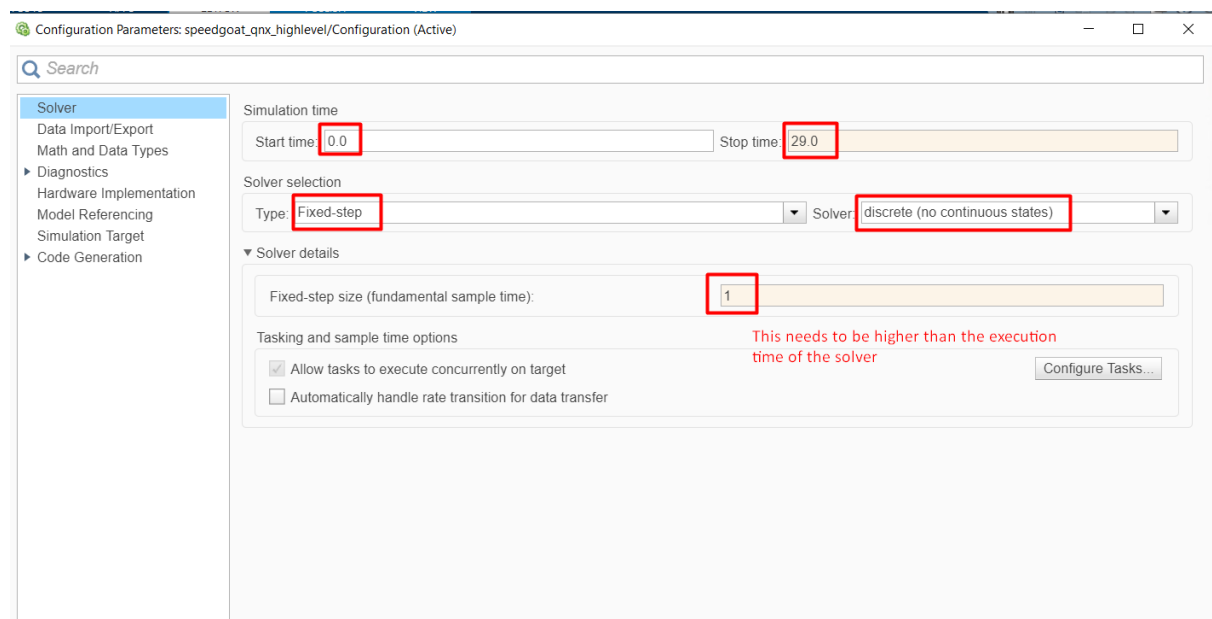 Configuration Parameters: speedgoat_qnx_highlevel/Configuration (Active)
Search
Solver
Data Import/Export
Math and Data Types
Diagnostics
Hardware Implementation
Model Referencing
Simulation Target
Code Generation
Simulation time
Start time: 0.0
Stop time: 29.0
Solver selection
Type: Fixed-step
Solver: discrete (no continuous states)
Solver details
Fixed-step size (fundamental sample time):
1
Tasking and sample time options
This needs to be higher than the execution
time of the solver
Allow tasks to execute concurrently on target
Configure Tasks...
Automatically handle rate transition for data transfer